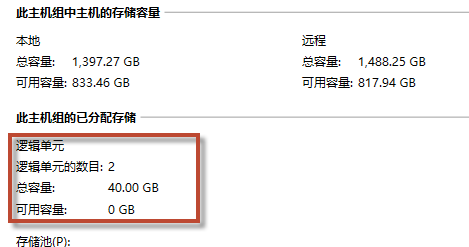 此主机组中主机的存储容量
本地 远程
总容量: 1,397.27 GB 总容量: 1,488.25 GB
可用容量: 833.46 GB 可用容量: 817.94 GB
此主机组的已分配存储
逻辑单元
逻辑单元的数目: 2
总容量: 40.00 GB
可用容量: 0 GB
存储池(P):